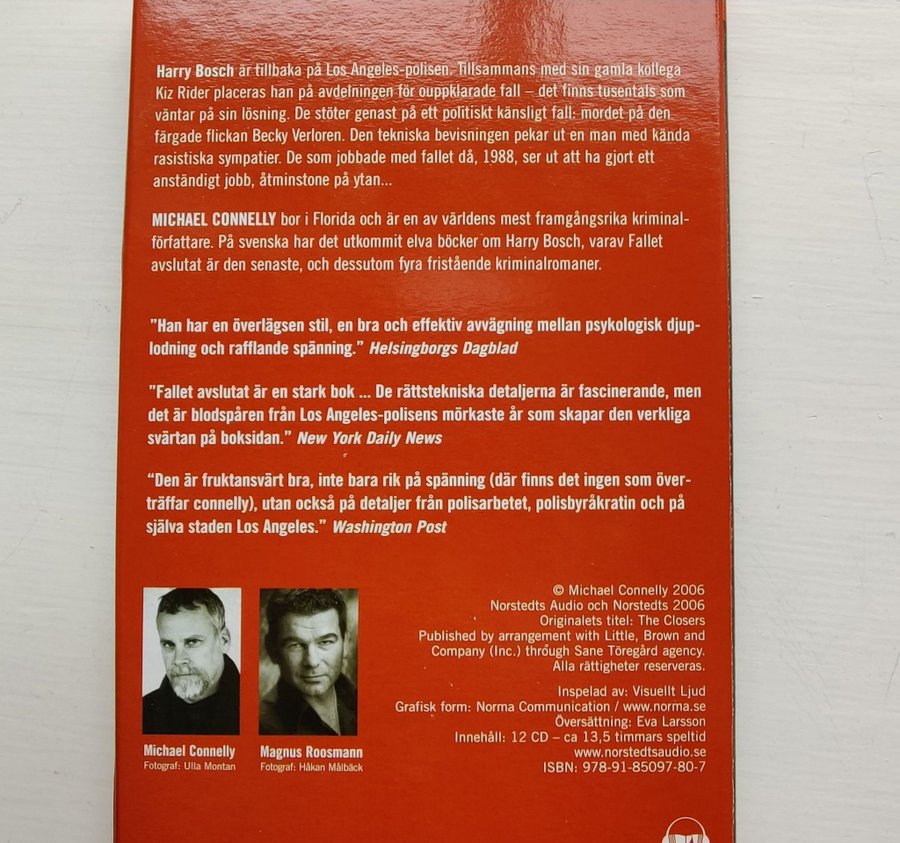 Harry Bosch är tillbaka på Los Angeles-polisen. Tillsammans med sin gamla kollega
Kiz Rider placeras han på avdelningen för ouppklarade fall – det finns tusentals som
väntar på sin lösning. De stöter genast på ett politiskt känsligt fall: mordet på den
färgade flickan Becky Verloren. Den tekniska bevisningen pekar ut en man med kända
rasistiska sympatier. De som jobbade med fallet då, 1988, ser ut att ha gjort ett
anständigt jobb, åtminstone på ytan...
MICHAEL CONNELLY bor i Florida och är en av världens mest framgångsrika kriminal-
författare. På svenska har det utkommit elva böcker om Harry Bosch, varav Fallet
avslutat är den senaste, och dessutom fyra fristående kriminalromaner.
”Han har en överlägsen stil, en bra och effektiv avvägning mellan psykologisk djup-
lodning och rafflande spänning.” Helsingborgs Dagblad
”Fallet avslutat är en stark bok ... De rättstekniska detaljerna är fascinerande, men
det är blodspåren från Los Angeles-polisens mörkaste år som skapar den verkliga
svärtan på boksidan.” New York Daily News
“Den är fruktansvärt bra, inte bara rik på spänning (där finns det ingen som över-
träffar connelly), utan också på detaljer från polisarbetet, polisbyråkratin och på
själva staden Los Angeles.” Washington Post
© Michael Connelly 2006
Norstedts Audio och Norstedts 2006
Originalets titel: The Closers
Published by arrangement with Little, Brown and
Company (Inc.) through Sane Töregård agency.
Alla rättigheter reserveras.
Inspelad av: Visuellt Ljud
Grafisk form: Norma Communication / www.norma.se
Översättning: Eva Larsson
Innehåll: 12 CD – ca 13,5 timmars speltid
www.norstedtsaudio.se
ISBN: 978-91-85097-80-7
Michael Connelly
Fotograf: Ulla Montan
Magnus Roosmann
Fotograf: Håkan Målbäck